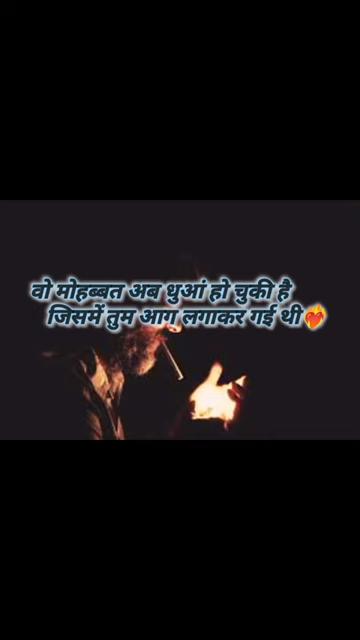 वो मोहब्बत अब धुआं हो चुकी है
जिसमें तुम आग लगाकर गई थी❤️‍🔥